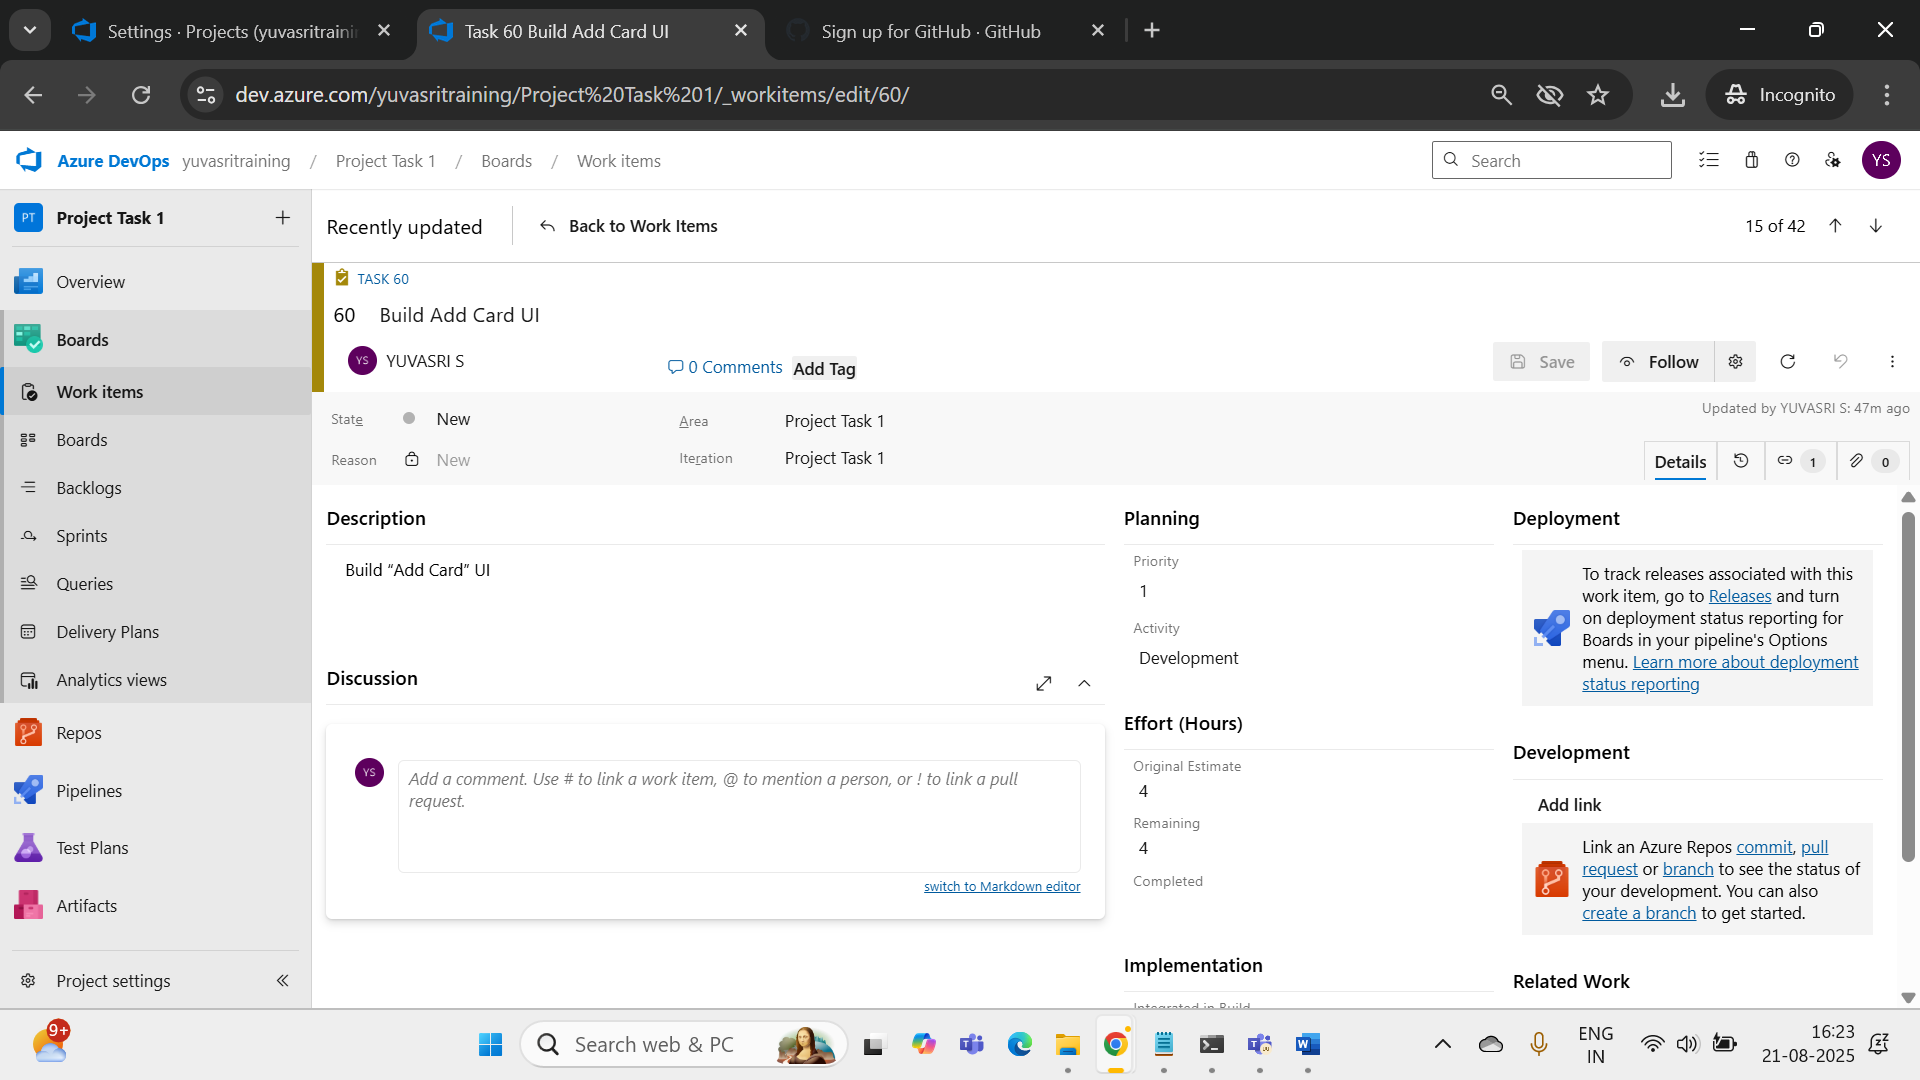 Settings · Projects (yuvasritraini
Task 60 Build Add Card UI
Sign up for GitHub · GitHub
dev.azure.com/yuvasritraining/Project%20Task%201/_workitems/edit/60/
Incognito
Azure DevOps yuvasritraining / Project Task 1 / Boards / Work items
Search
YS
PT Project Task 1
Overview
Boards
Work items
Boards
Backlogs
Sprints
Queries
Delivery Plans
Analytics views
Repos
Pipelines
Test Plans
Artifacts
Project settings
Recently updated
Back to Work Items
15 of 42
TASK 60
60 Build Add Card UI
YS YUVASRI S
0 Comments
Add Tag
Save
Follow
State New
Area Project Task 1
Updated by YUVASRI S: 47m ago
Reason New
Iteration Project Task 1
Details
1
0
Description
Build “Add Card” UI
Discussion
YS
Add a comment. Use # to link a work item, @ to mention a person, or ! to link a pull
request.
switch to Markdown editor
Planning
Priority
1
Activity
Development
Effort (Hours)
Original Estimate
4
Remaining
4
Completed
Implementation
Integrated in Build
Deployment
To track releases associated with this
work item, go to Releases and turn
on deployment status reporting for
Boards in your pipeline's Options
menu. Learn more about deployment
status reporting
Development
Add link
Link an Azure Repos commit, pull
request or branch to see the status of
your development. You can also
create a branch to get started.
Related Work
9+
Search web & PC
ENG
IN
16:23
21-08-2025